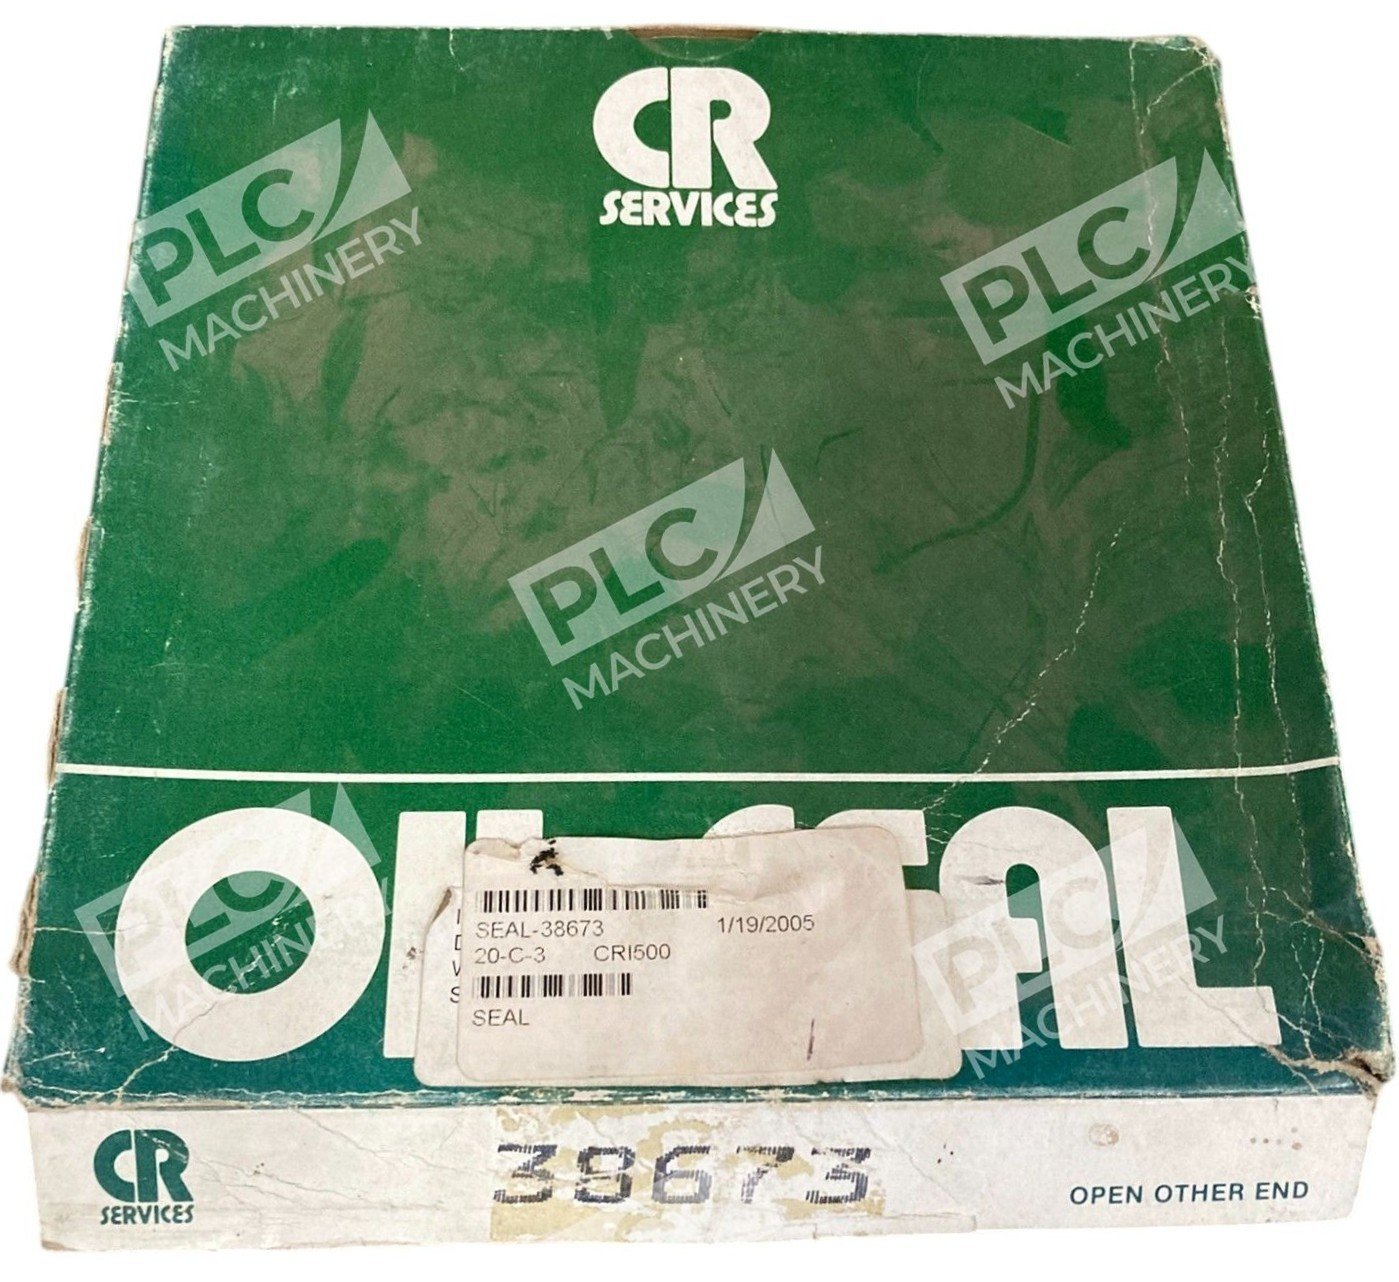 CR
SERVICES
PLC
MACHINERY
PLC
MACHINERY
PLC
MACHINERY
OIL SEAL
PLC
MACHINERY
PLC
MACHINERY
SEAL-38673 1/19/2005
20-C-3 CRI500
SEAL
CR
SERVICES
38673
OPEN OTHER END